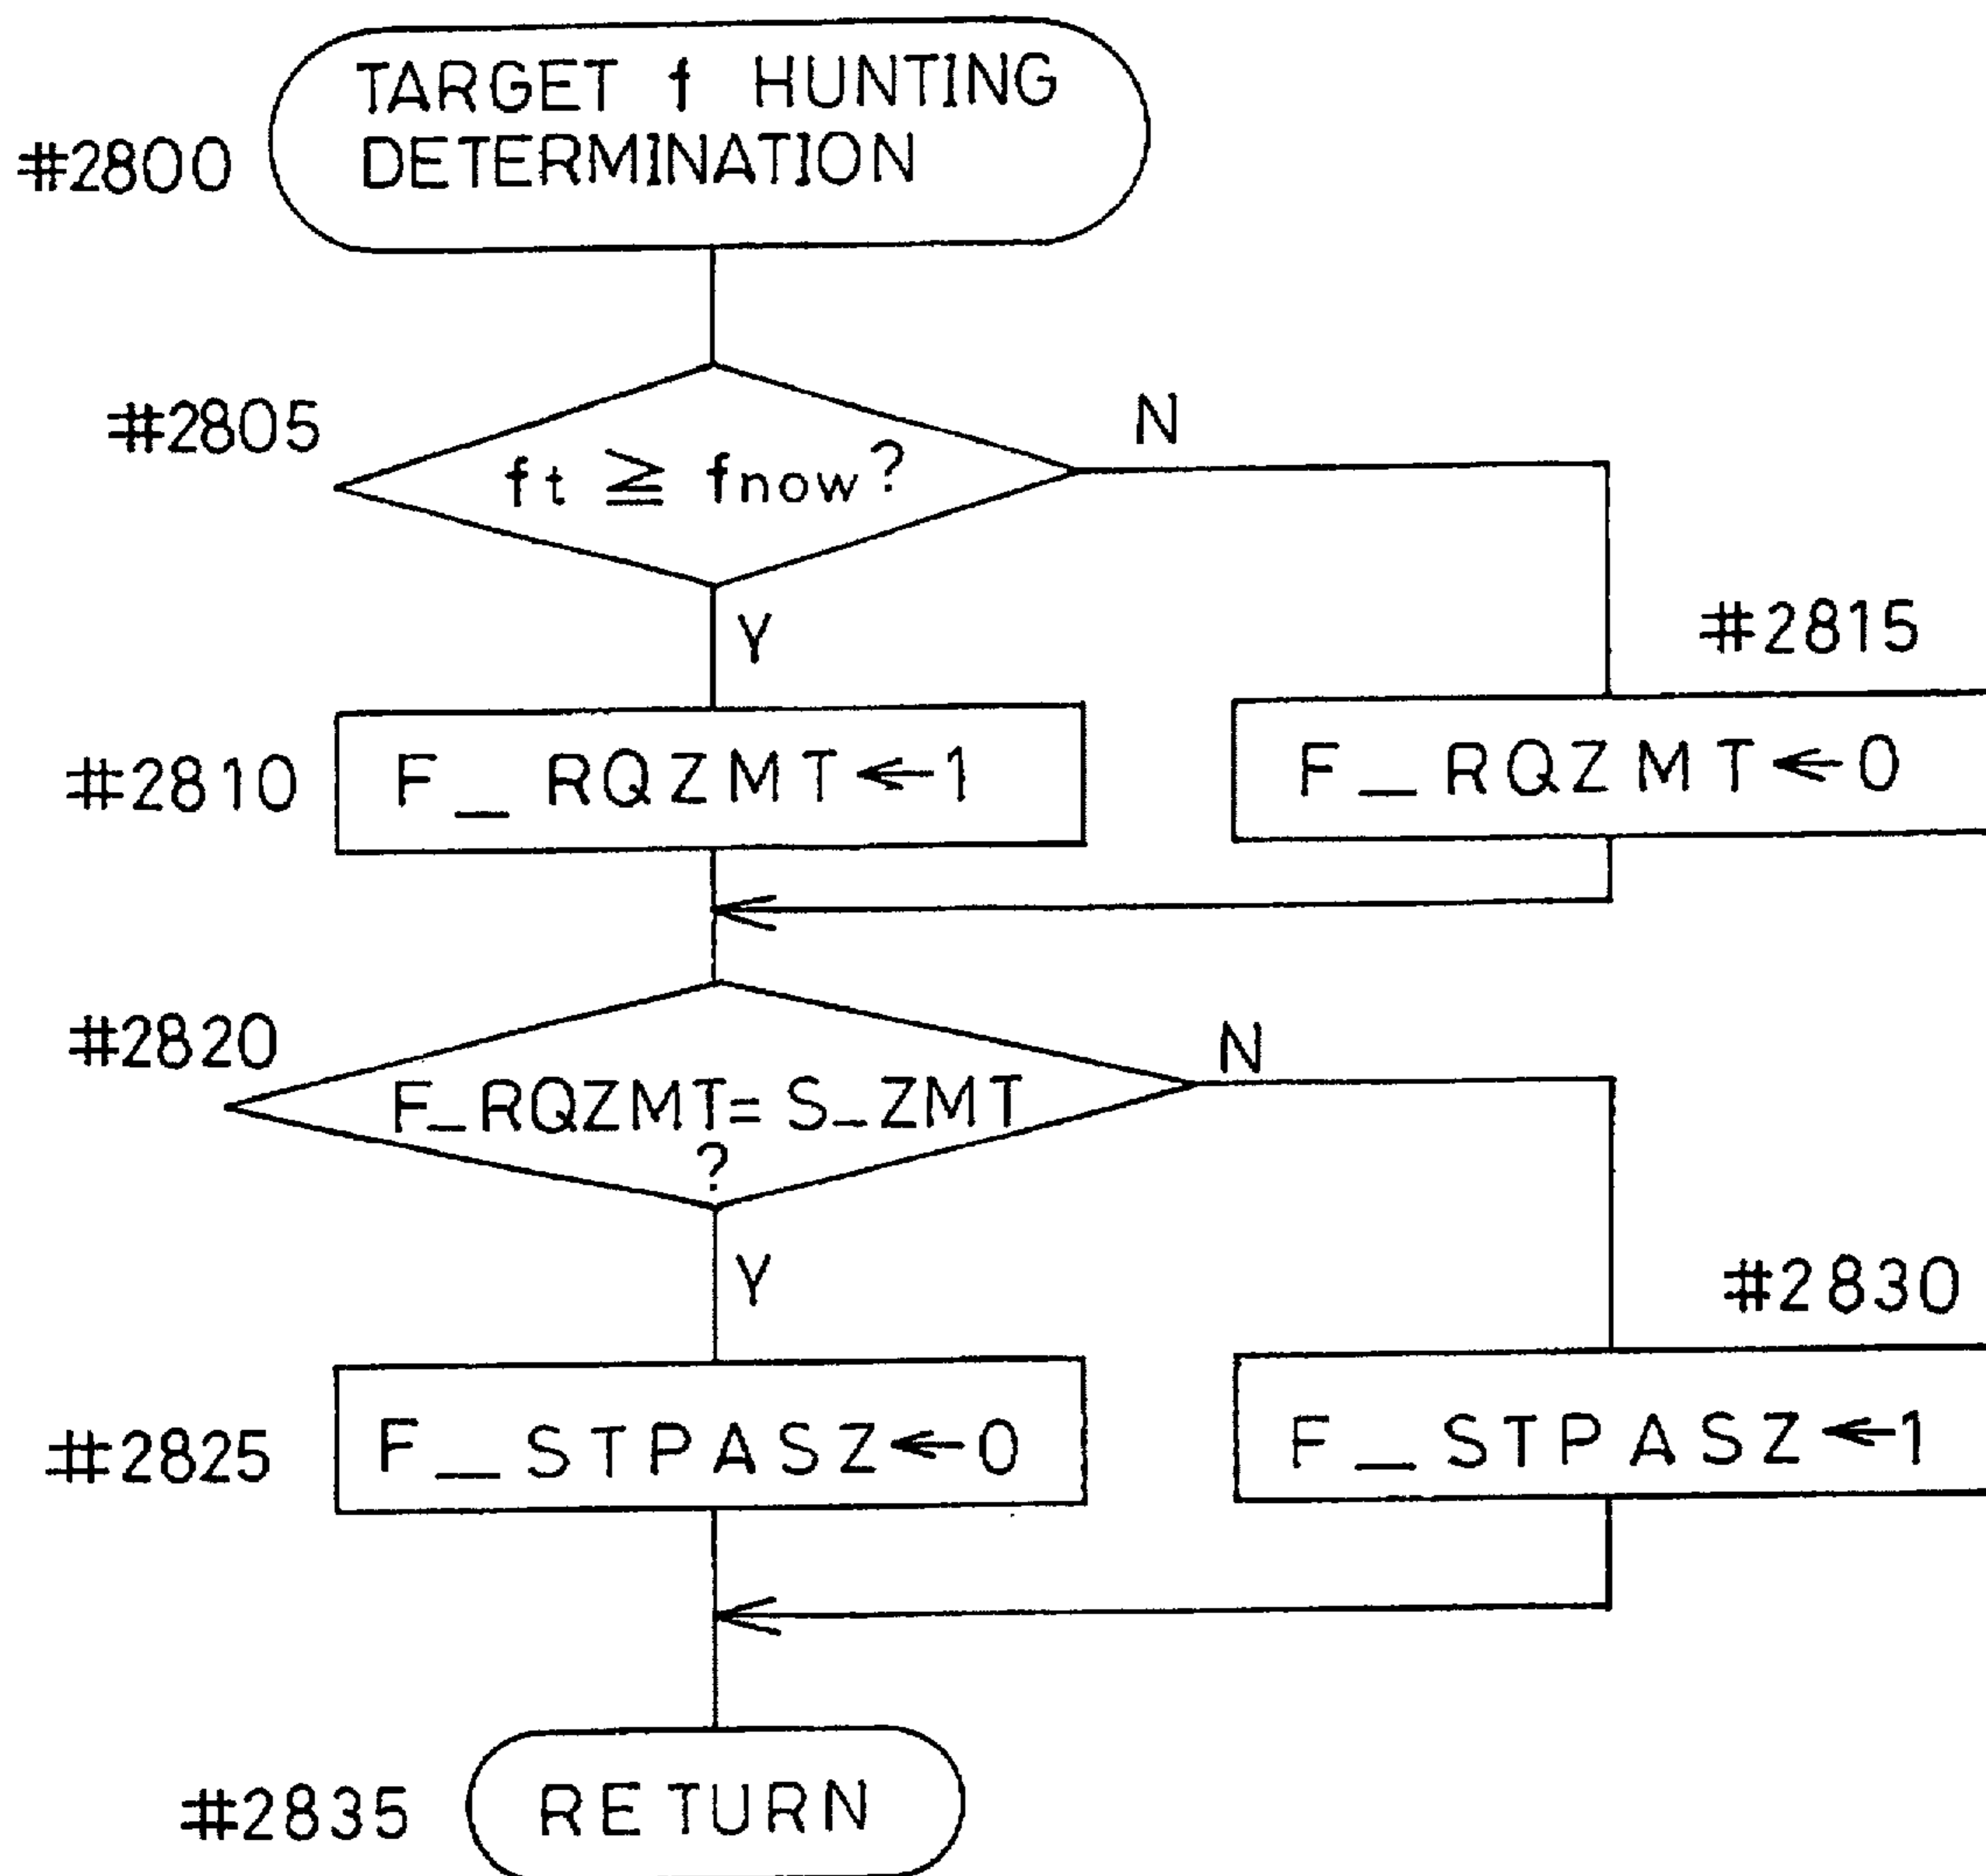 TARGET f HUNTING
DETERMINATION
#2800
#2805
ft ≧ fnow?
N
Y
#2815
#2810
F_RQZMT←1
F_RQZMT←0
#2820
F_RQZMT=S_ZMT
?
N
Y
#2830
#2825
F_STPASZ←0
F_STPASZ←1
#2835
RETURN